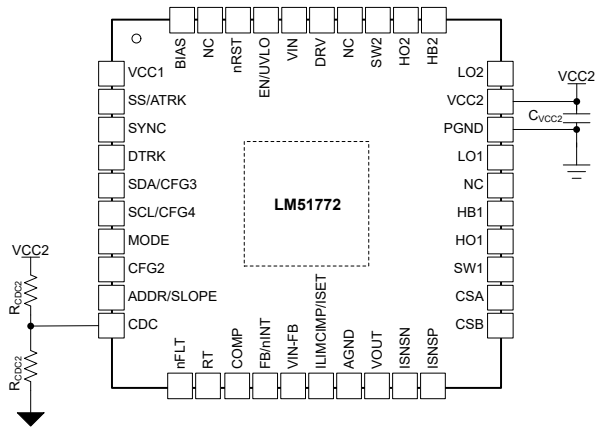 BIAS
NC
nRST
EN/UVLO
VIN
DRV
NC
SW2
HO2
HB2
VCC1
SS/ATRK
SYNC
DTRK
SDA/CFG3
SCL/CFG4
MODE
CFG2
ADDR/SLOPE
CDC
LM51772
LO2
VCC2
PGND
LO1
NC
HB1
HO1
SW1
CSA
CSB
nFLT
RT
COMP
FB/nINT
VIN-FB
ILIMCIMP/ISET
AGND
VOUT
ISNSN
ISNSP
VCC2
CVCC2
VCC2
RCDC2
RCDC2